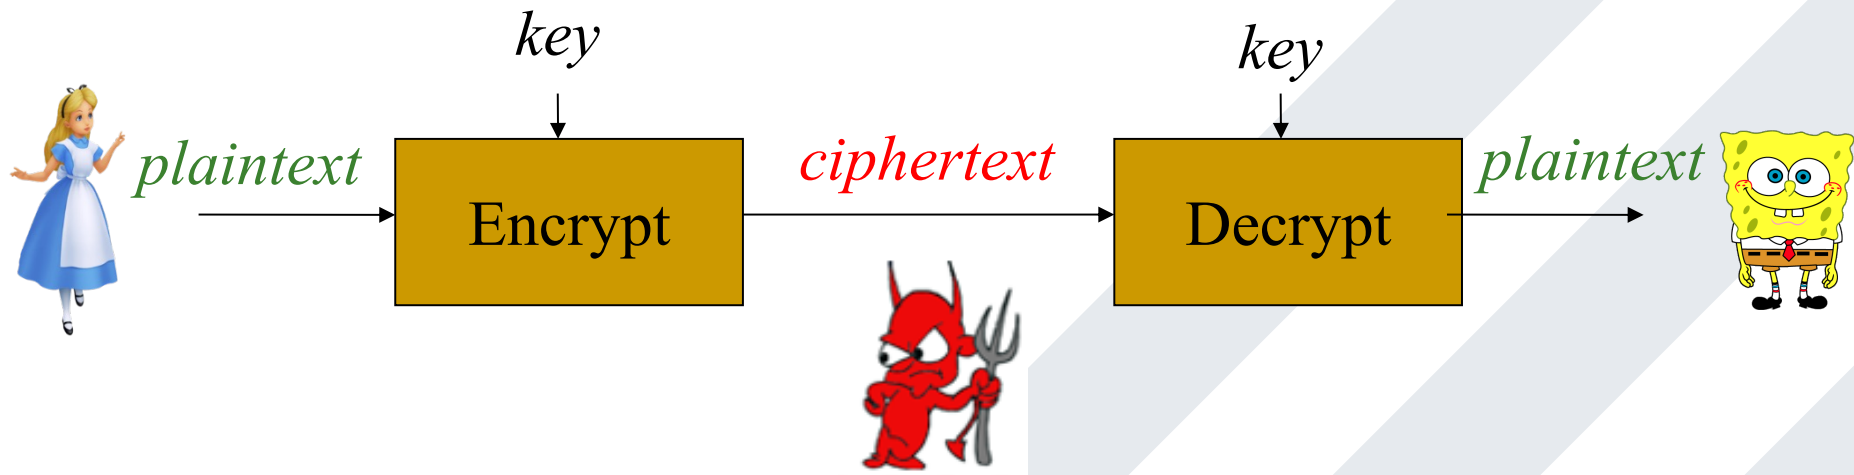 key
key
plaintext
ciphertext
plaintext
Encrypt
Decrypt